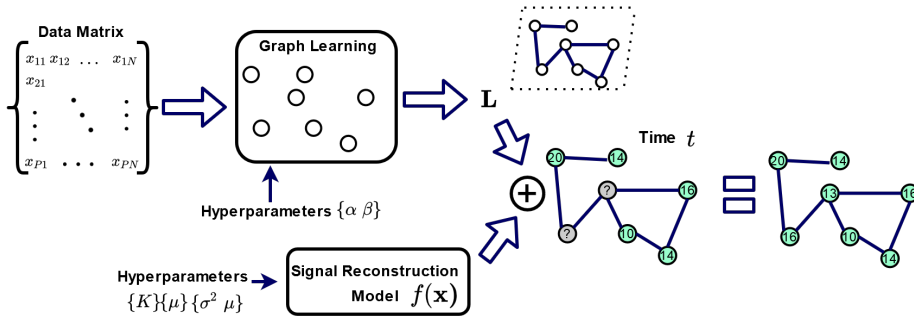 Data Matrix
x₁₁ x₁₂ … x₁N
x₂₁
⋮ ⋱ ⋮
xP1 … xPN
Graph Learning
Hyperparameters {α β}
L
Hyperparameters
{K}{μ}{σ² μ}
Signal Reconstruction
Model f(x)
+
Time t
20 14
? 16
? 10
14
=
20 14
13 16
16 10
14